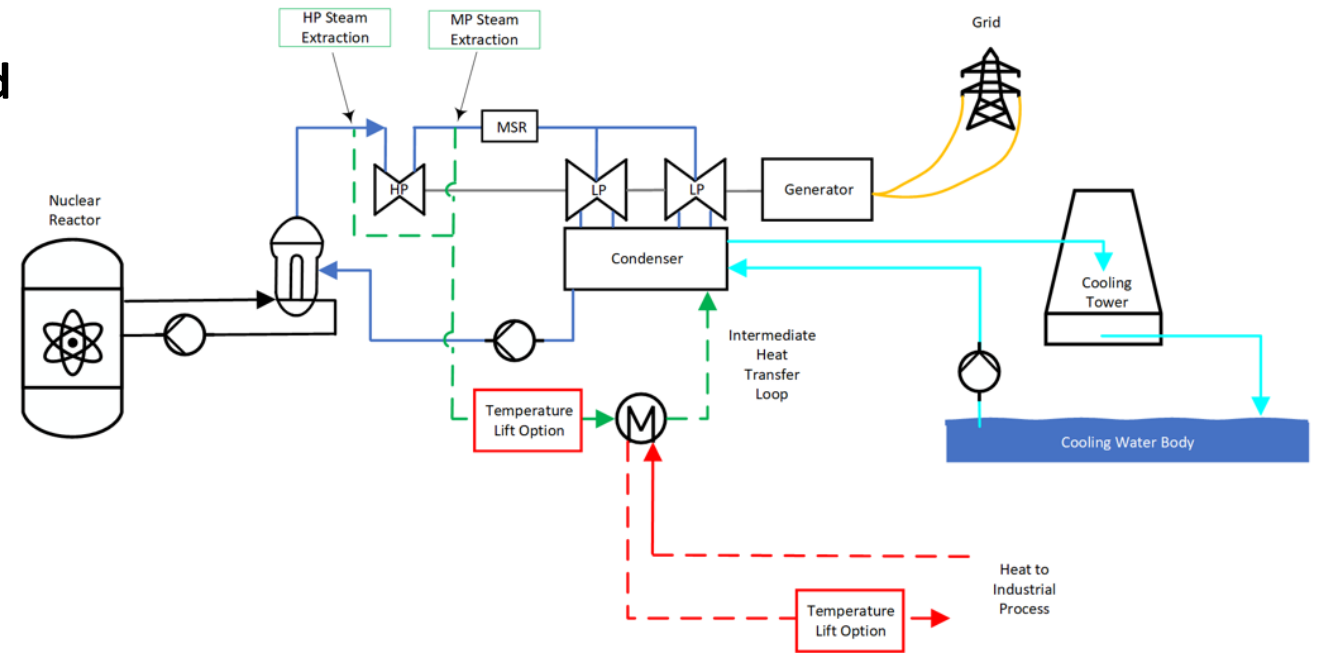 HP Steam
Extraction
MP Steam
Extraction
Grid
d
MSR
HP
LP
LP
Generator
Nuclear
Reactor
Condenser
Cooling
Tower
Intermediate
Heat
Transfer
Loop
Temperature
Lift Option
M
Cooling Water Body
Heat to
Industrial
Process
Temperature
Lift Option